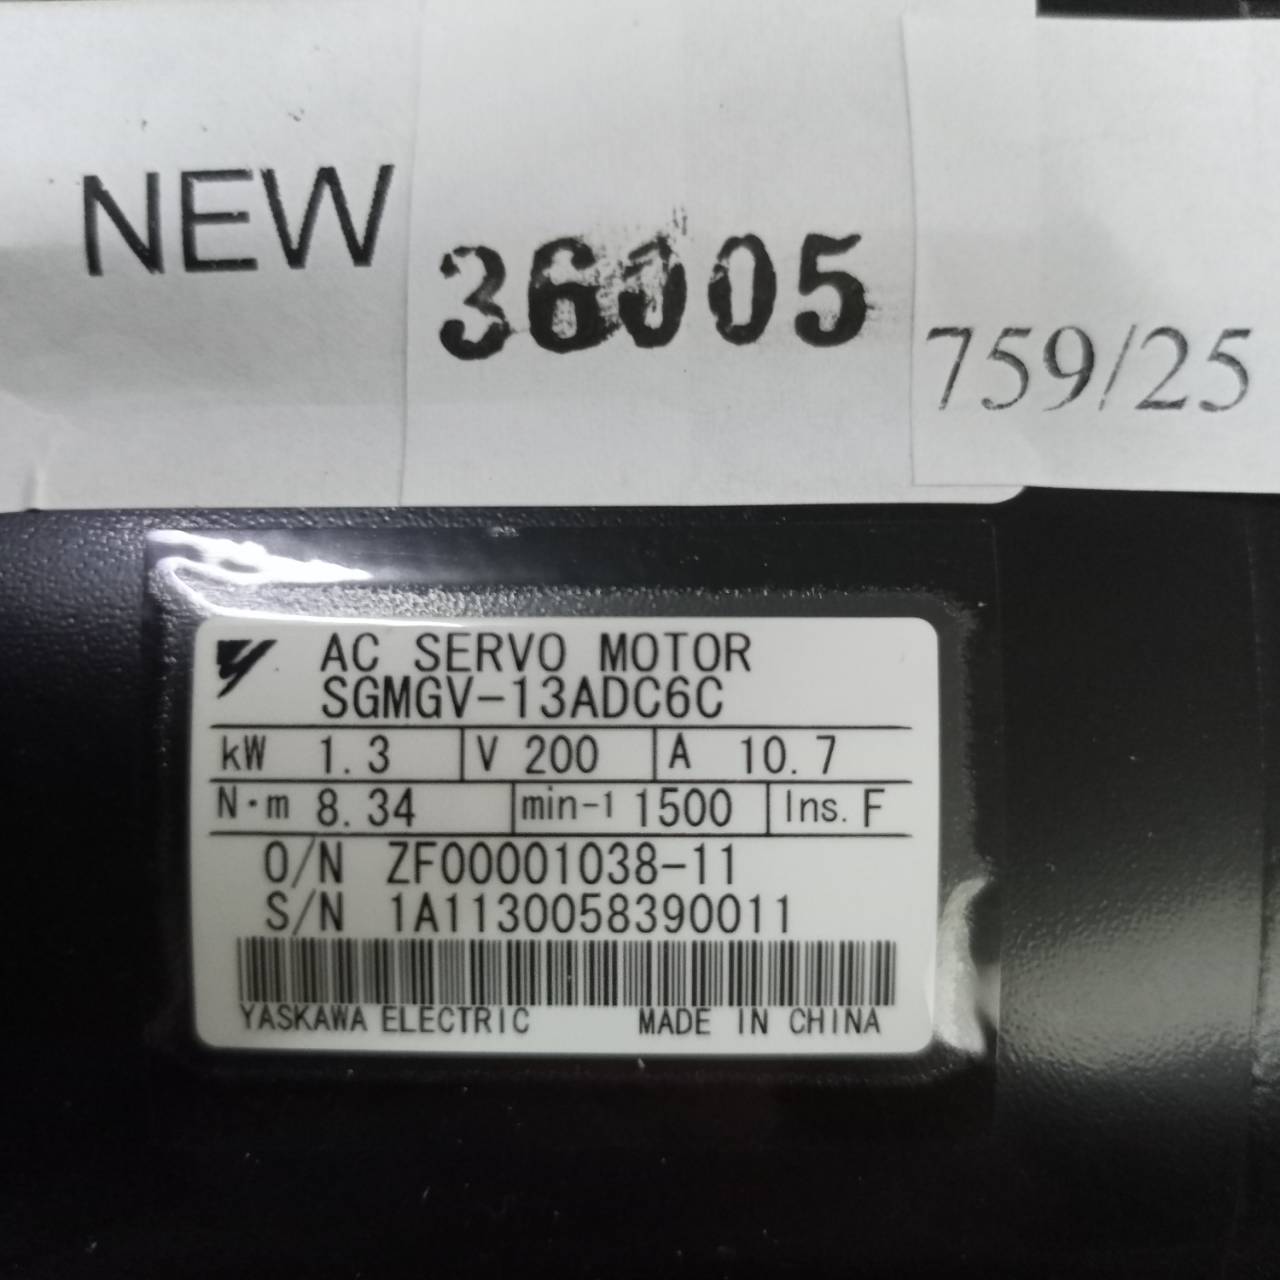 NEW
36005
759/25
AC SERVO MOTOR
SGMGV-13ADC6C
kW 1.3 V 200 A 10.7
N·m 8.34 min-1 1500 Ins. F
O/N ZF00001038-11
S/N 1A1130058390011
YASKAWA ELECTRIC MADE IN CHINA